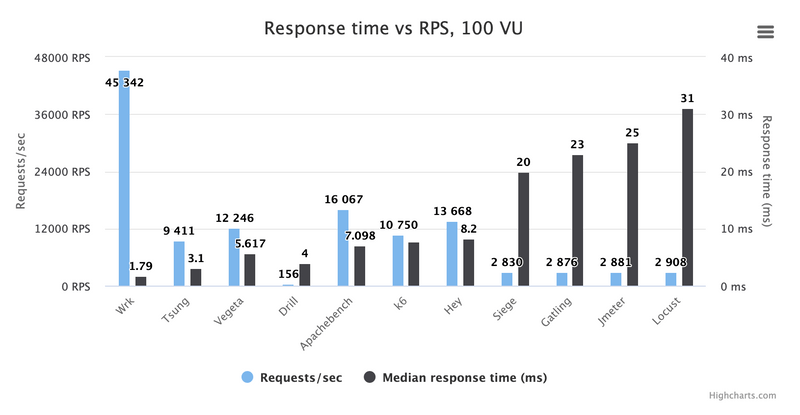 Response time vs RPS, 100 VU
48000 RPS
36000 RPS
24000 RPS
12000 RPS
0 RPS
Requests/sec
40 ms
30 ms
20 ms
10 ms
0 ms
Response time (ms)
45 342
1.79
9 411
3.1
12 246
5.617
156
4
16 067
7.098
10 750
13 668
8.2
2 830
20
2 876
23
2 881
25
2 908
31
Wrk
Tsung
Vegeta
Drill
Apachebench
k6
Hey
Siege
Gatling
Jmeter
Locust
Requests/sec
Median response time (ms)
Highcharts.com